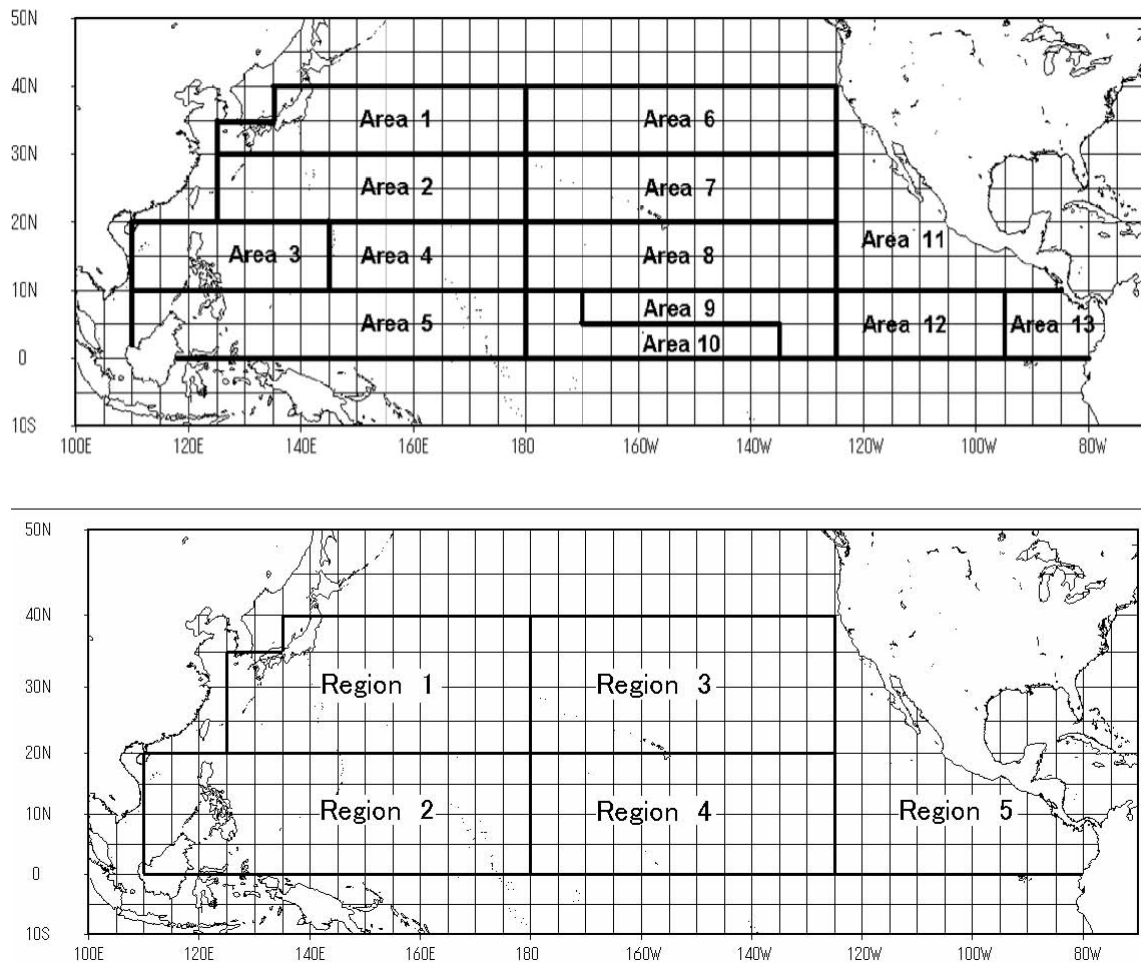 50N
40N
Area 1
Area 6
30N
Area 2
Area 7
20N
Area 3
Area 4
Area 8
Area 11
10N
Area 5
Area 9
Area 12
Area 13
Area 10
0
10S
100E 120E 140E 160E 180 160W 140W 120W 100W 80W
50N
40N
30N
Region 1
Region 3
20N
10N
Region 2
Region 4
Region 5
0
10S
100E 120E 140E 160E 180 160W 140W 120W 100W 80W